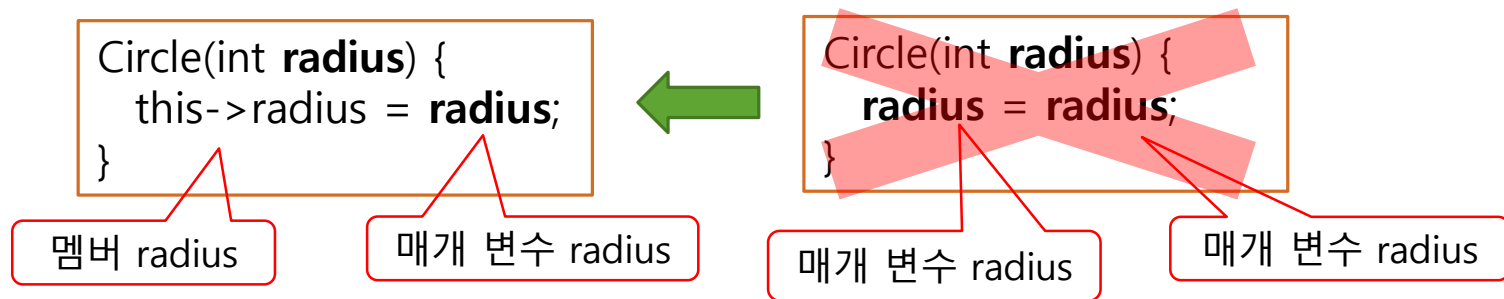 Circle(int radius) {
this->radius = radius;
}
멤버 radius
매개 변수 radius
Circle(int radius) {
radius = radius;
}
매개 변수 radius
매개 변수 radius